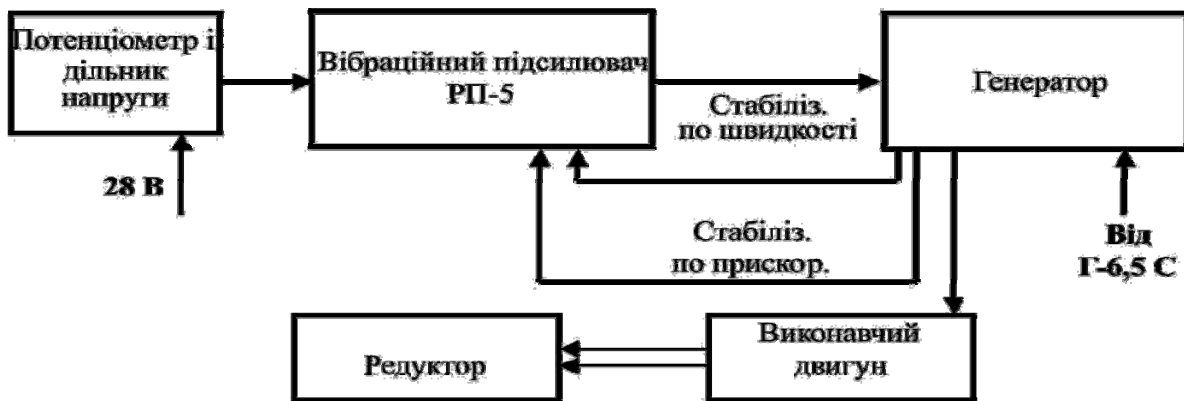 Потенціометр і
дільник
напруги
Вібраційний підсилювач
РП-5
Генератор
Стабіліз.
по швидкості
28 В
Стабіліз.
по прискор.
Від
Г-6,5 С
Редуктор
Виконавчий
двигун